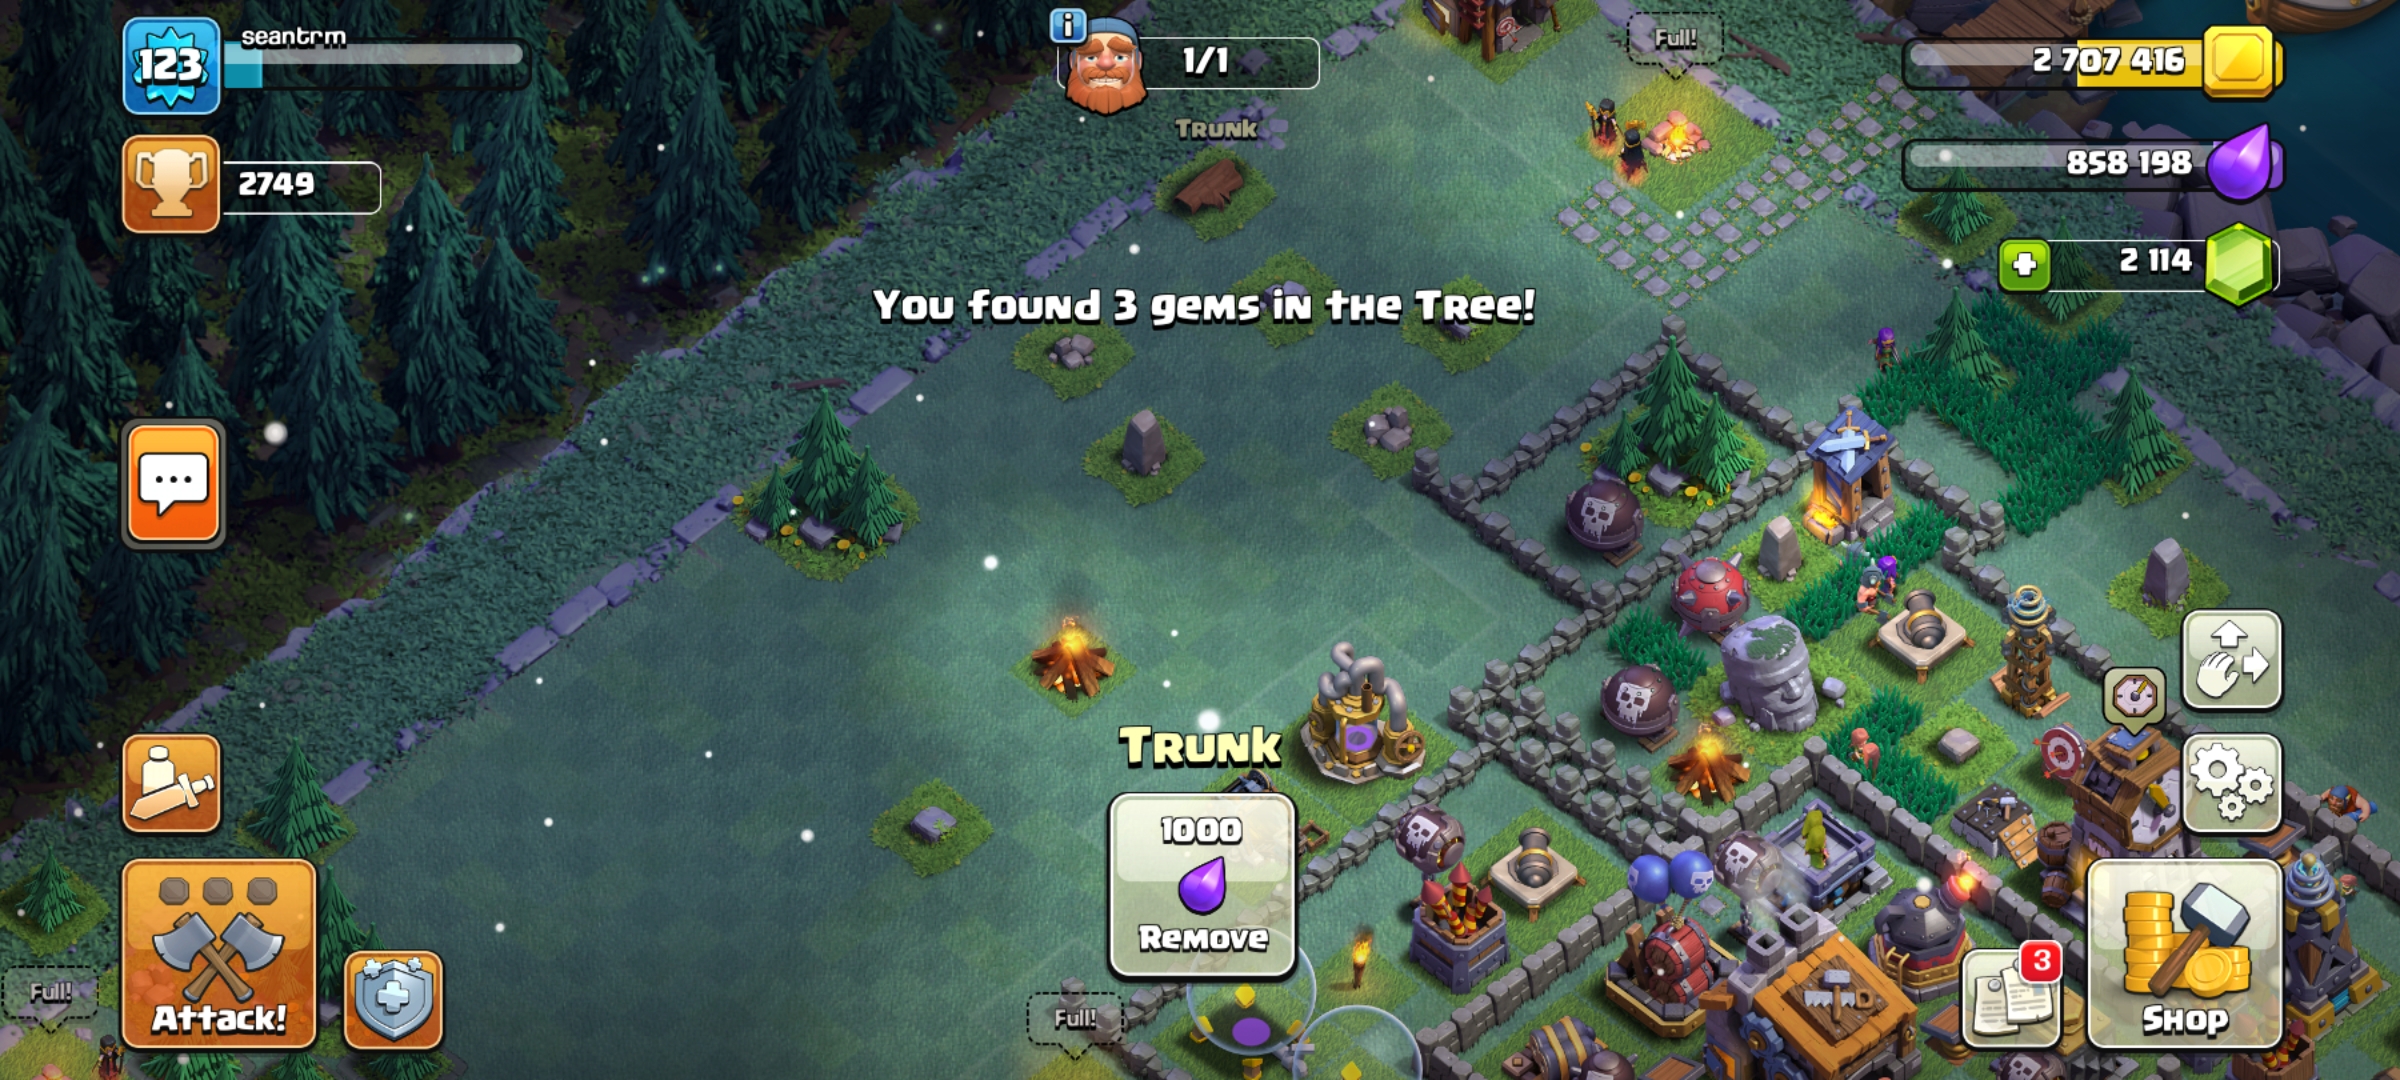 123
seantrm
1/1
Full!
2 707 416
Trunk
2749
858 198
2 114
You found 3 gems in the Tree!
Trunk
1000
Remove
Full!
Full!
Attack!
3
Shop